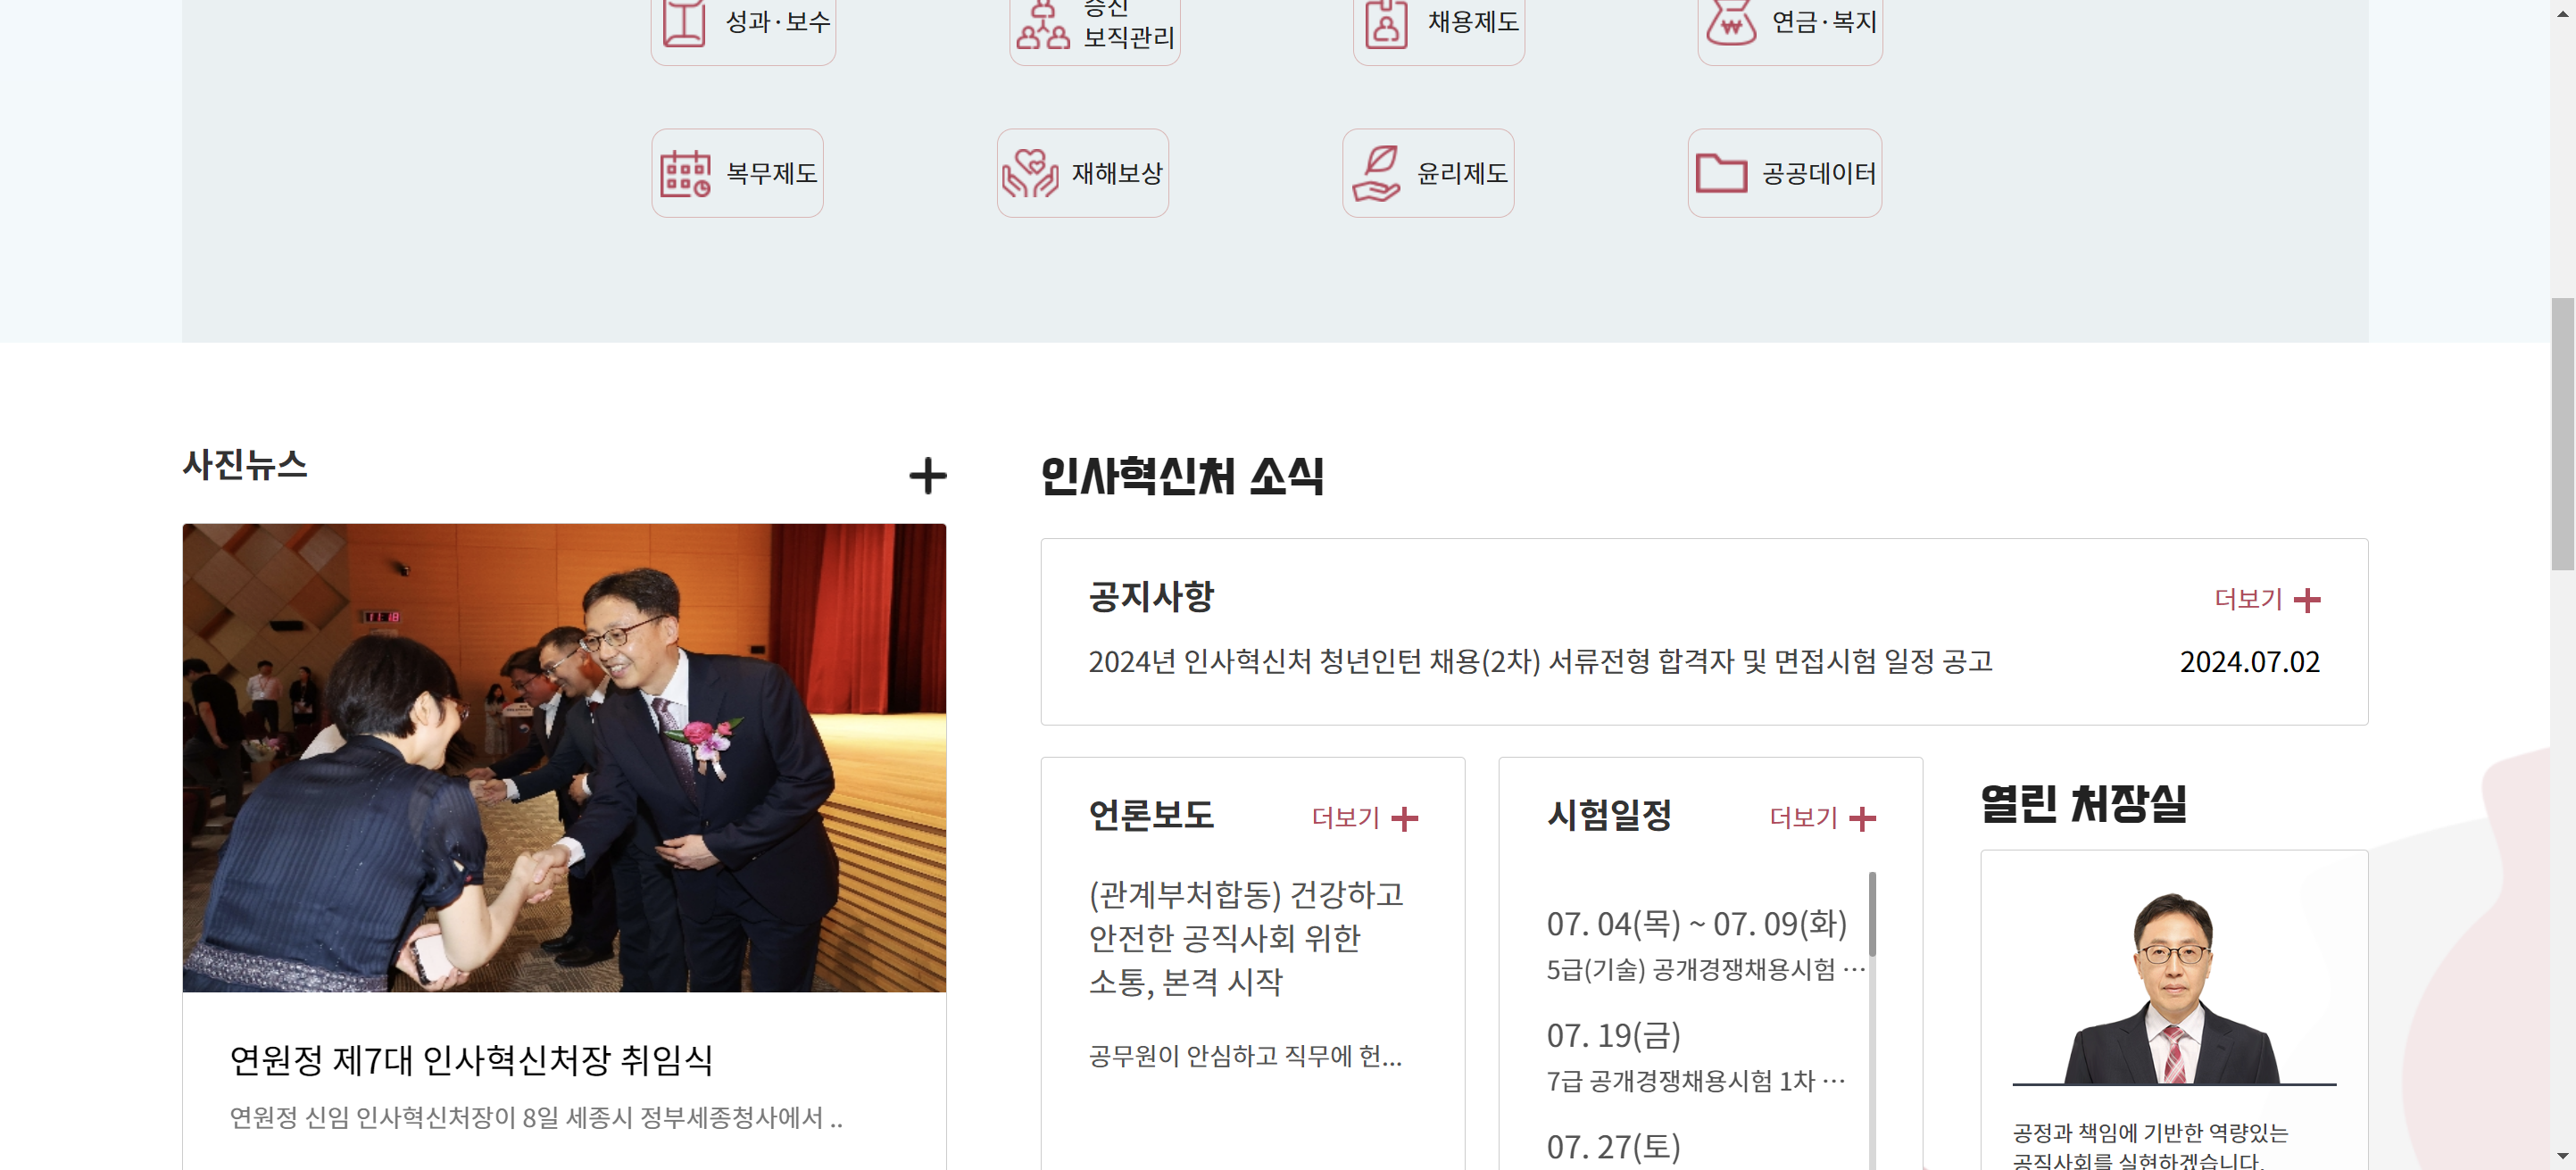 성과·보수
승진
보직관리
채용제도
연금·복지
복무제도
재해보상
윤리제도
공공데이터
사진뉴스
연원정 제7대 인사혁신처장 취임식
연원정 신임 인사혁신처장이 8일 세종시 정부세종청사에서 ..
인사혁신처 소식
공지사항
더보기
2024년 인사혁신처 청년인턴 채용(2차) 서류전형 합격자 및 면접시험 일정 공고
2024.07.02
언론보도
더보기
(관계부처합동) 건강하고
안전한 공직사회 위한
소통, 본격 시작
공무원이 안심하고 직무에 헌...
시험일정
더보기
07. 04(목) ~ 07. 09(화)
5급(기술) 공개경쟁채용시험 …
07. 19(금)
7급 공개경쟁채용시험 1차 …
07. 27(토)
열린 처장실
공정과 책임에 기반한 역량있는
공직사회를 실현하겠습니다.